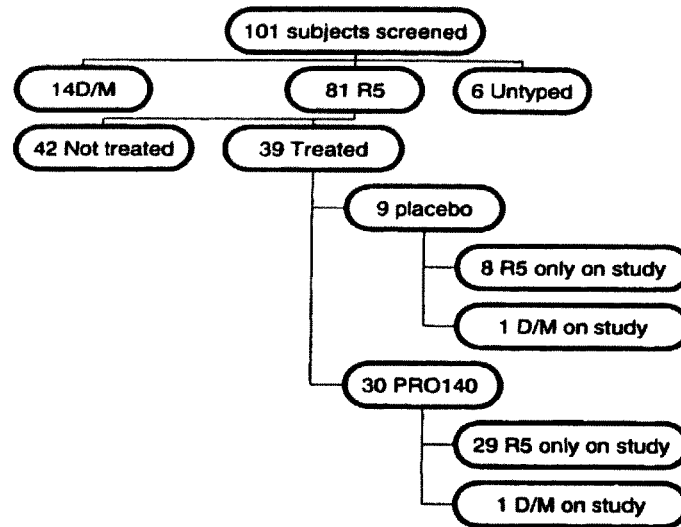 101 subjects screened
14D/M
81 R5
6 Untyped
42 Not treated
39 Treated
9 placebo
8 R5 only on study
1 D/M on study
30 PRO140
29 R5 only on study
1 D/M on study